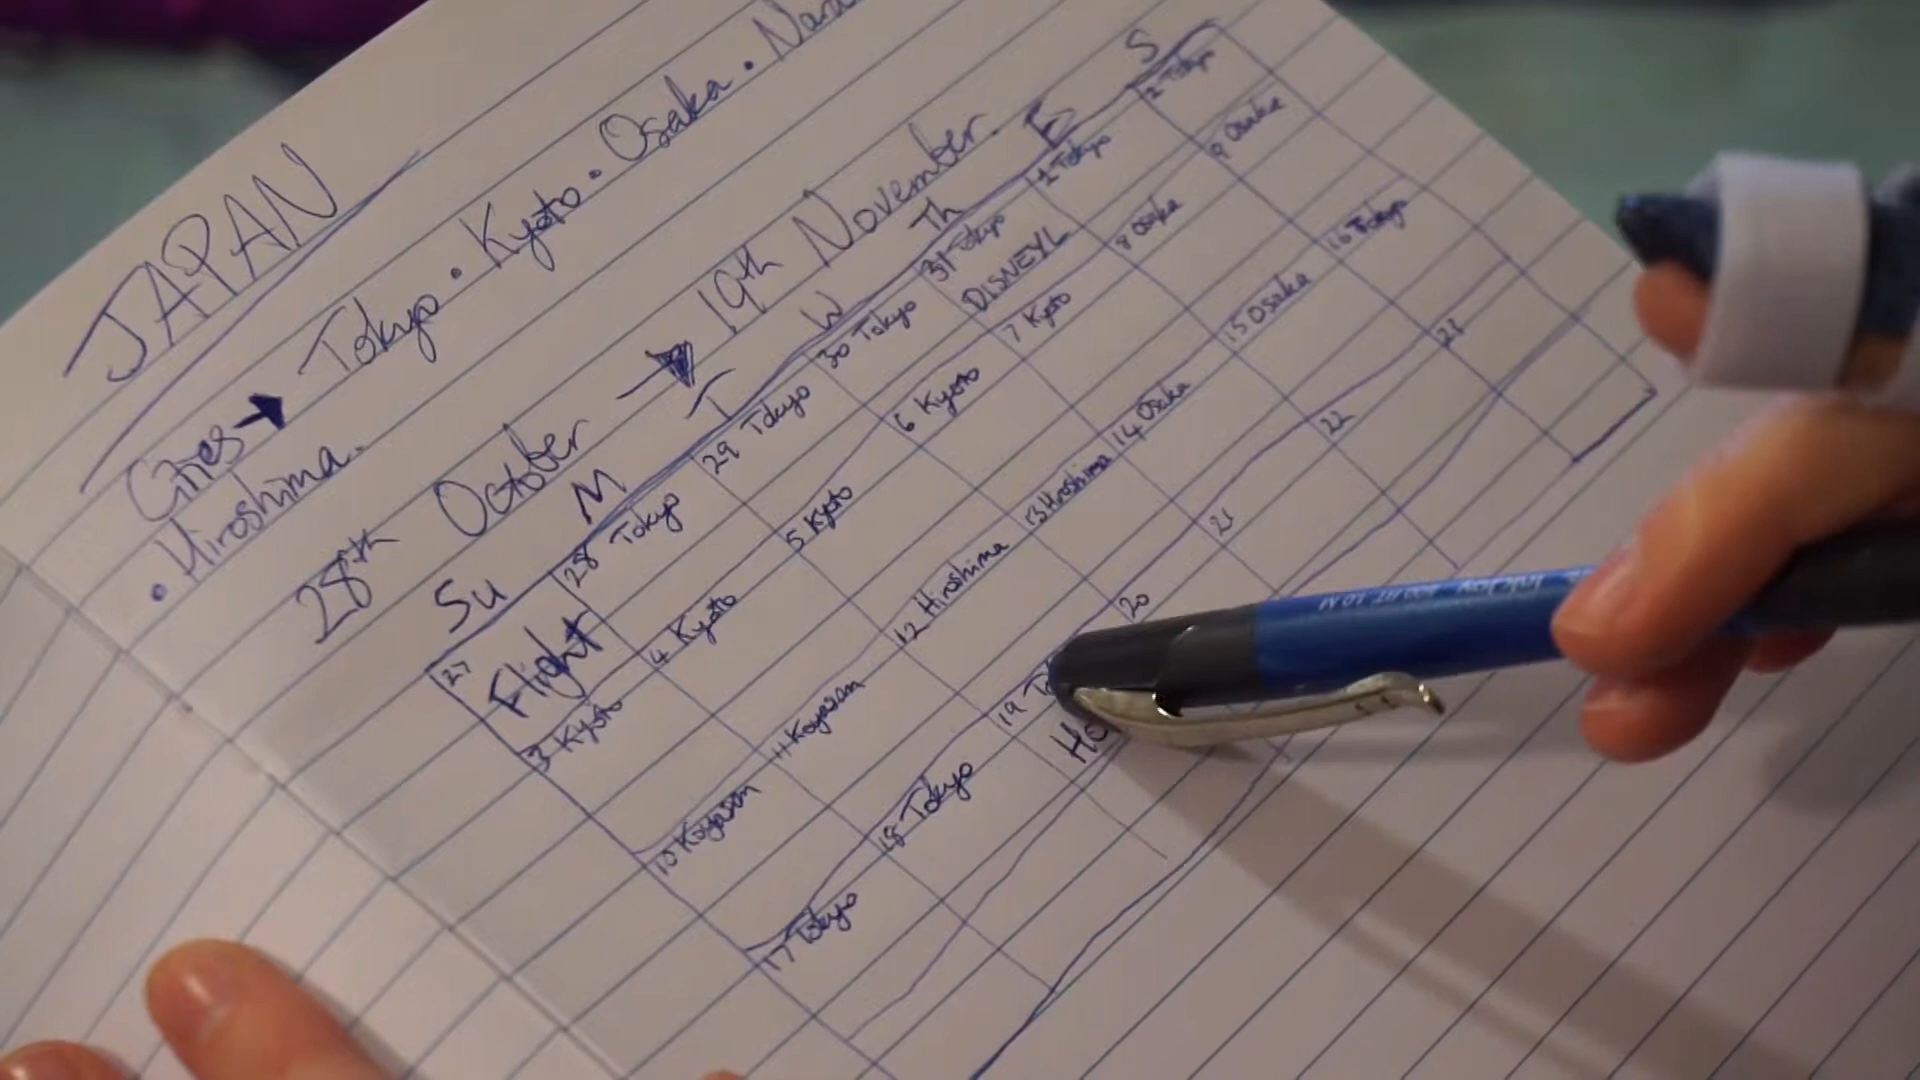 JAPAN
Cities → Tokyo • Kyoto • Osaka • Nara
• Hiroshima.
28th October → 19th November.
Su M T W Th F S
27 Flight 28 Tokyo 29 Tokyo 30 Tokyo 31 Tokyo DISNEYL 1 Tokyo 2 Tokyo
3 Kyoto 4 Kyoto 5 Kyoto 6 Kyoto 7 Kyoto 8 Osaka 9 Osaka
10 Koyasan 11 Koyasan 12 Hiroshima 13 Hiroshima 14 Osaka 15 Osaka 16 Tokyo
17 Tokyo 18 Tokyo 19 To Ho 20 21 22 23
InkJoy